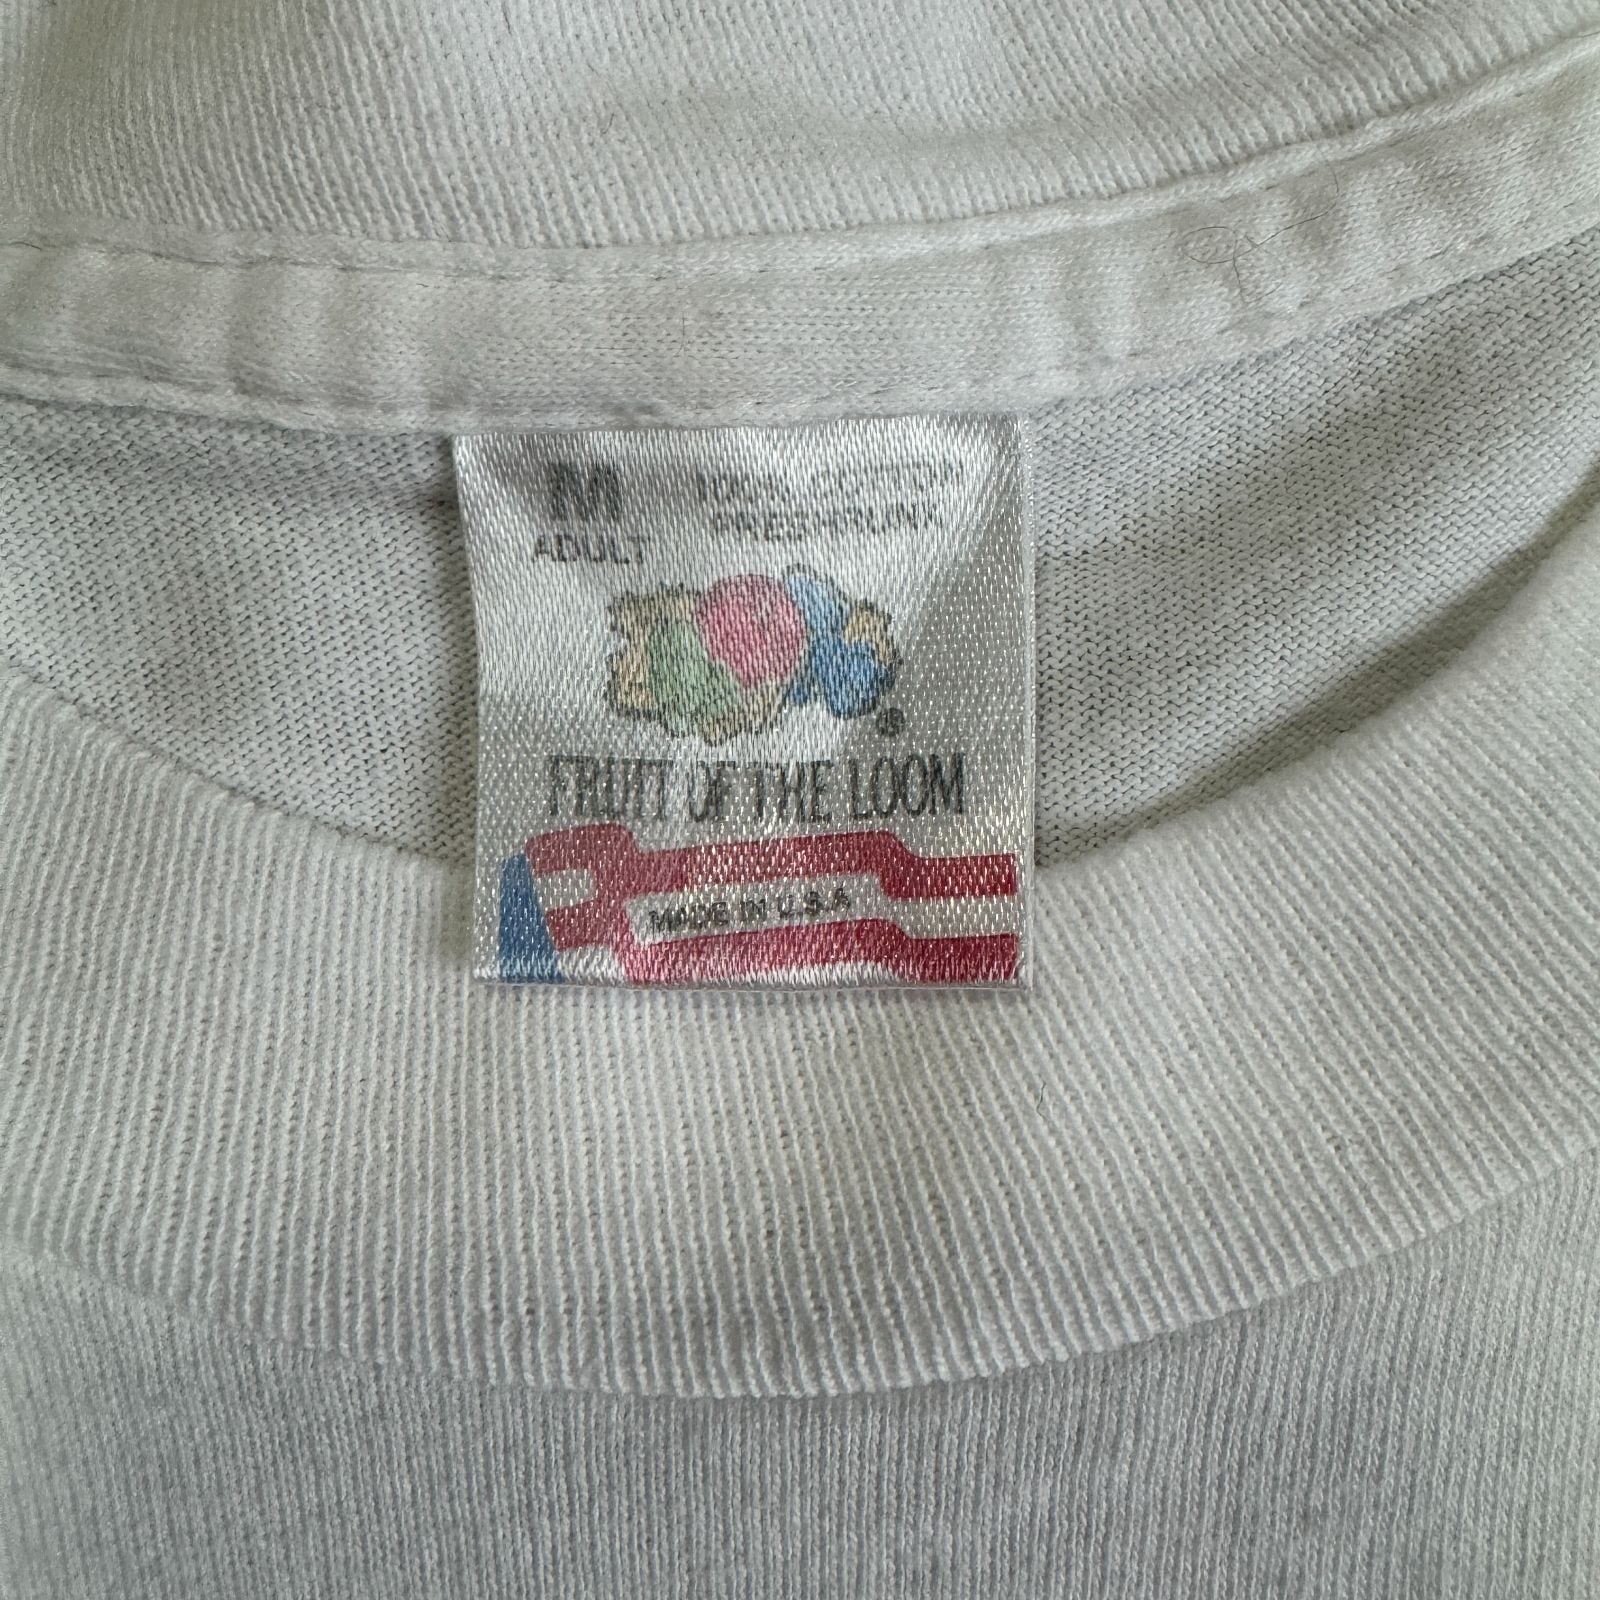 M
ADULT
100% COTTON
PRESHRUNK
®
FRUIT OF THE LOOM
MADE IN U.S.A